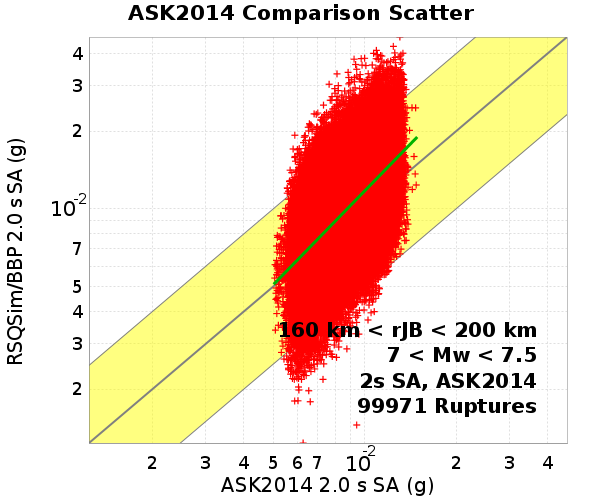 ASK2014 Comparison Scatter
RSQSim/BBP 2.0 s SA (g)
4
3
2
10^-2
7
5
4
3
2
160 km < rJB < 200 km
7 < Mw < 7.5
2s SA, ASK2014
99971 Ruptures
2 3 4 5 6 7 10^-2 2 3 4
ASK2014 2.0 s SA (g)